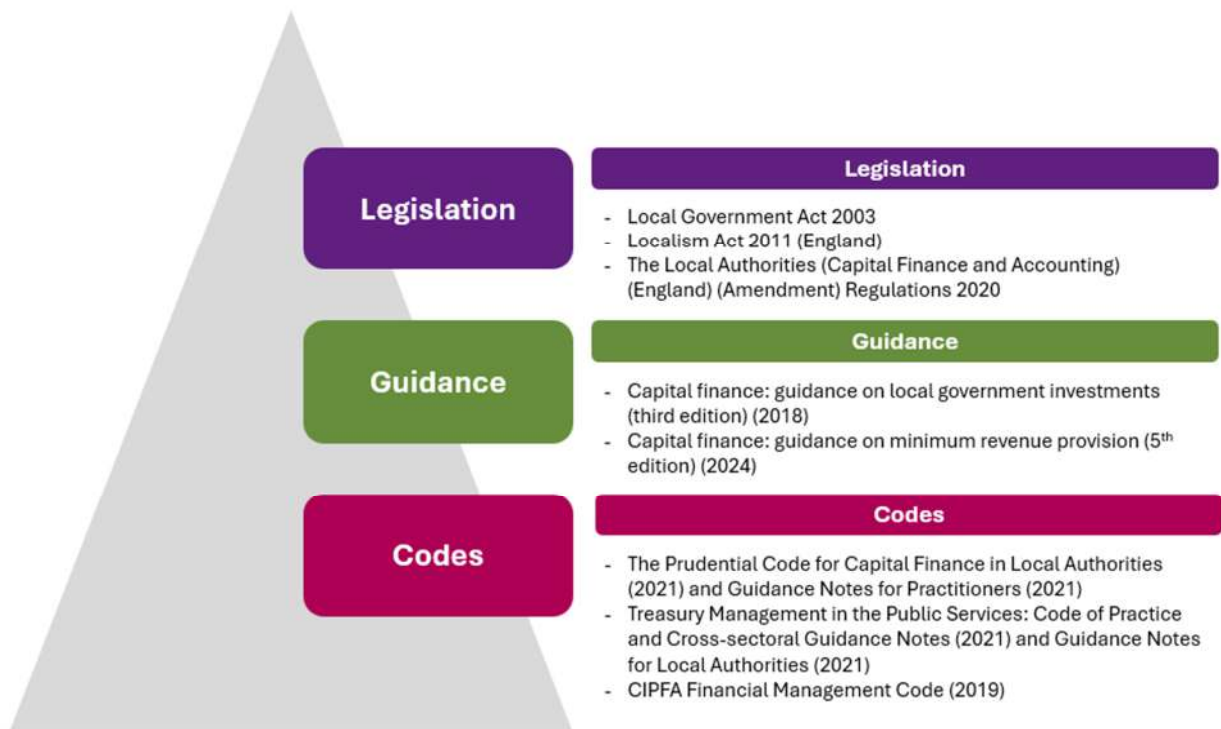 Legislation
Legislation
- Local Government Act 2003
- Localism Act 2011 (England)
- The Local Authorities (Capital Finance and Accounting)
(England) (Amendment) Regulations 2020
Guidance
Guidance
- Capital finance: guidance on local government investments
(third edition) (2018)
- Capital finance: guidance on minimum revenue provision (5th
edition) (2024)
Codes
Codes
- The Prudential Code for Capital Finance in Local Authorities
(2021) and Guidance Notes for Practitioners (2021)
- Treasury Management in the Public Services: Code of Practice
and Cross-sectoral Guidance Notes (2021) and Guidance Notes
for Local Authorities (2021)
- CIPFA Financial Management Code (2019)